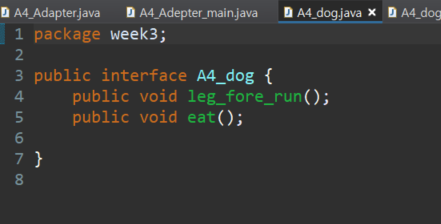 A4_Adapter.java A4_Adepter_main.java A4_dog.java A4_dog
1 package week3;
2
3 public interface A4_dog {
4 public void leg_fore_run();
5 public void eat();
6
7 }
8